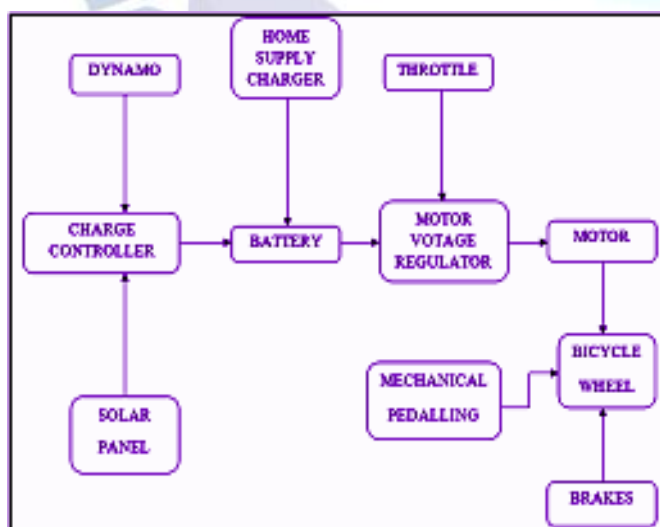 HOME
SUPPLY
CHARGER
DYNAMO
THROTTLE
CHARGE
CONTROLLER
BATTERY
MOTOR
VOTAGE
REGULATOR
MOTOR
BICYCLE
WHEEL
MECHANICAL
PEDALLING
SOLAR
PANEL
BRAKES